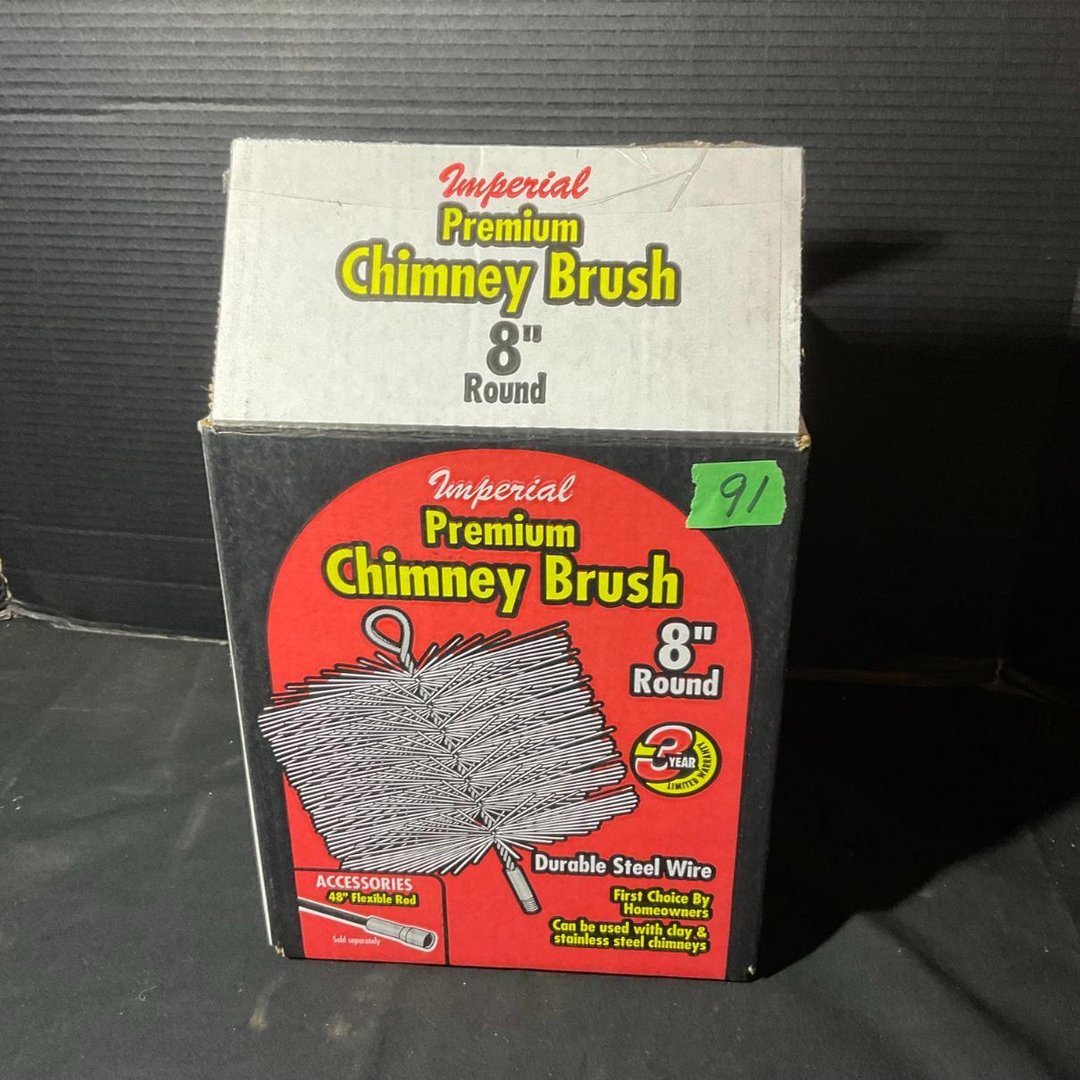 Imperial
Premium
Chimney Brush
8"
Round
Imperial
Premium
Chimney Brush
91
8"
Round
3 YEAR
LIMITED WARRANTY
Durable Steel Wire
First Choice By
Homeowners
Can be used with clay &
stainless steel chimneys
ACCESSORIES
48" Flexible Rod
Sold separately